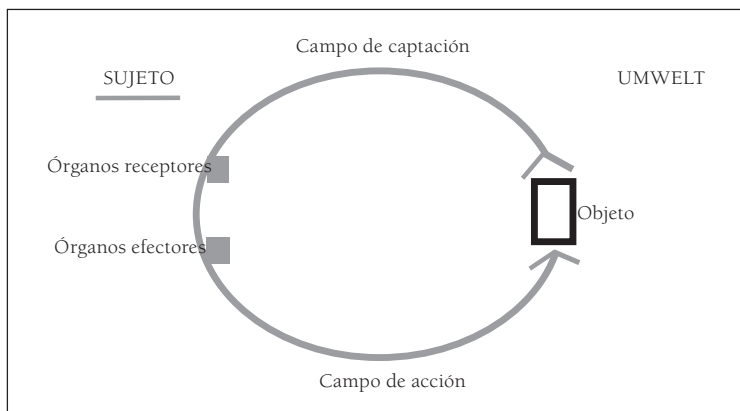 Campo de captación
SUJETO
UMWELT
Órganos receptores
Objeto
Órganos efectores
Campo de acción